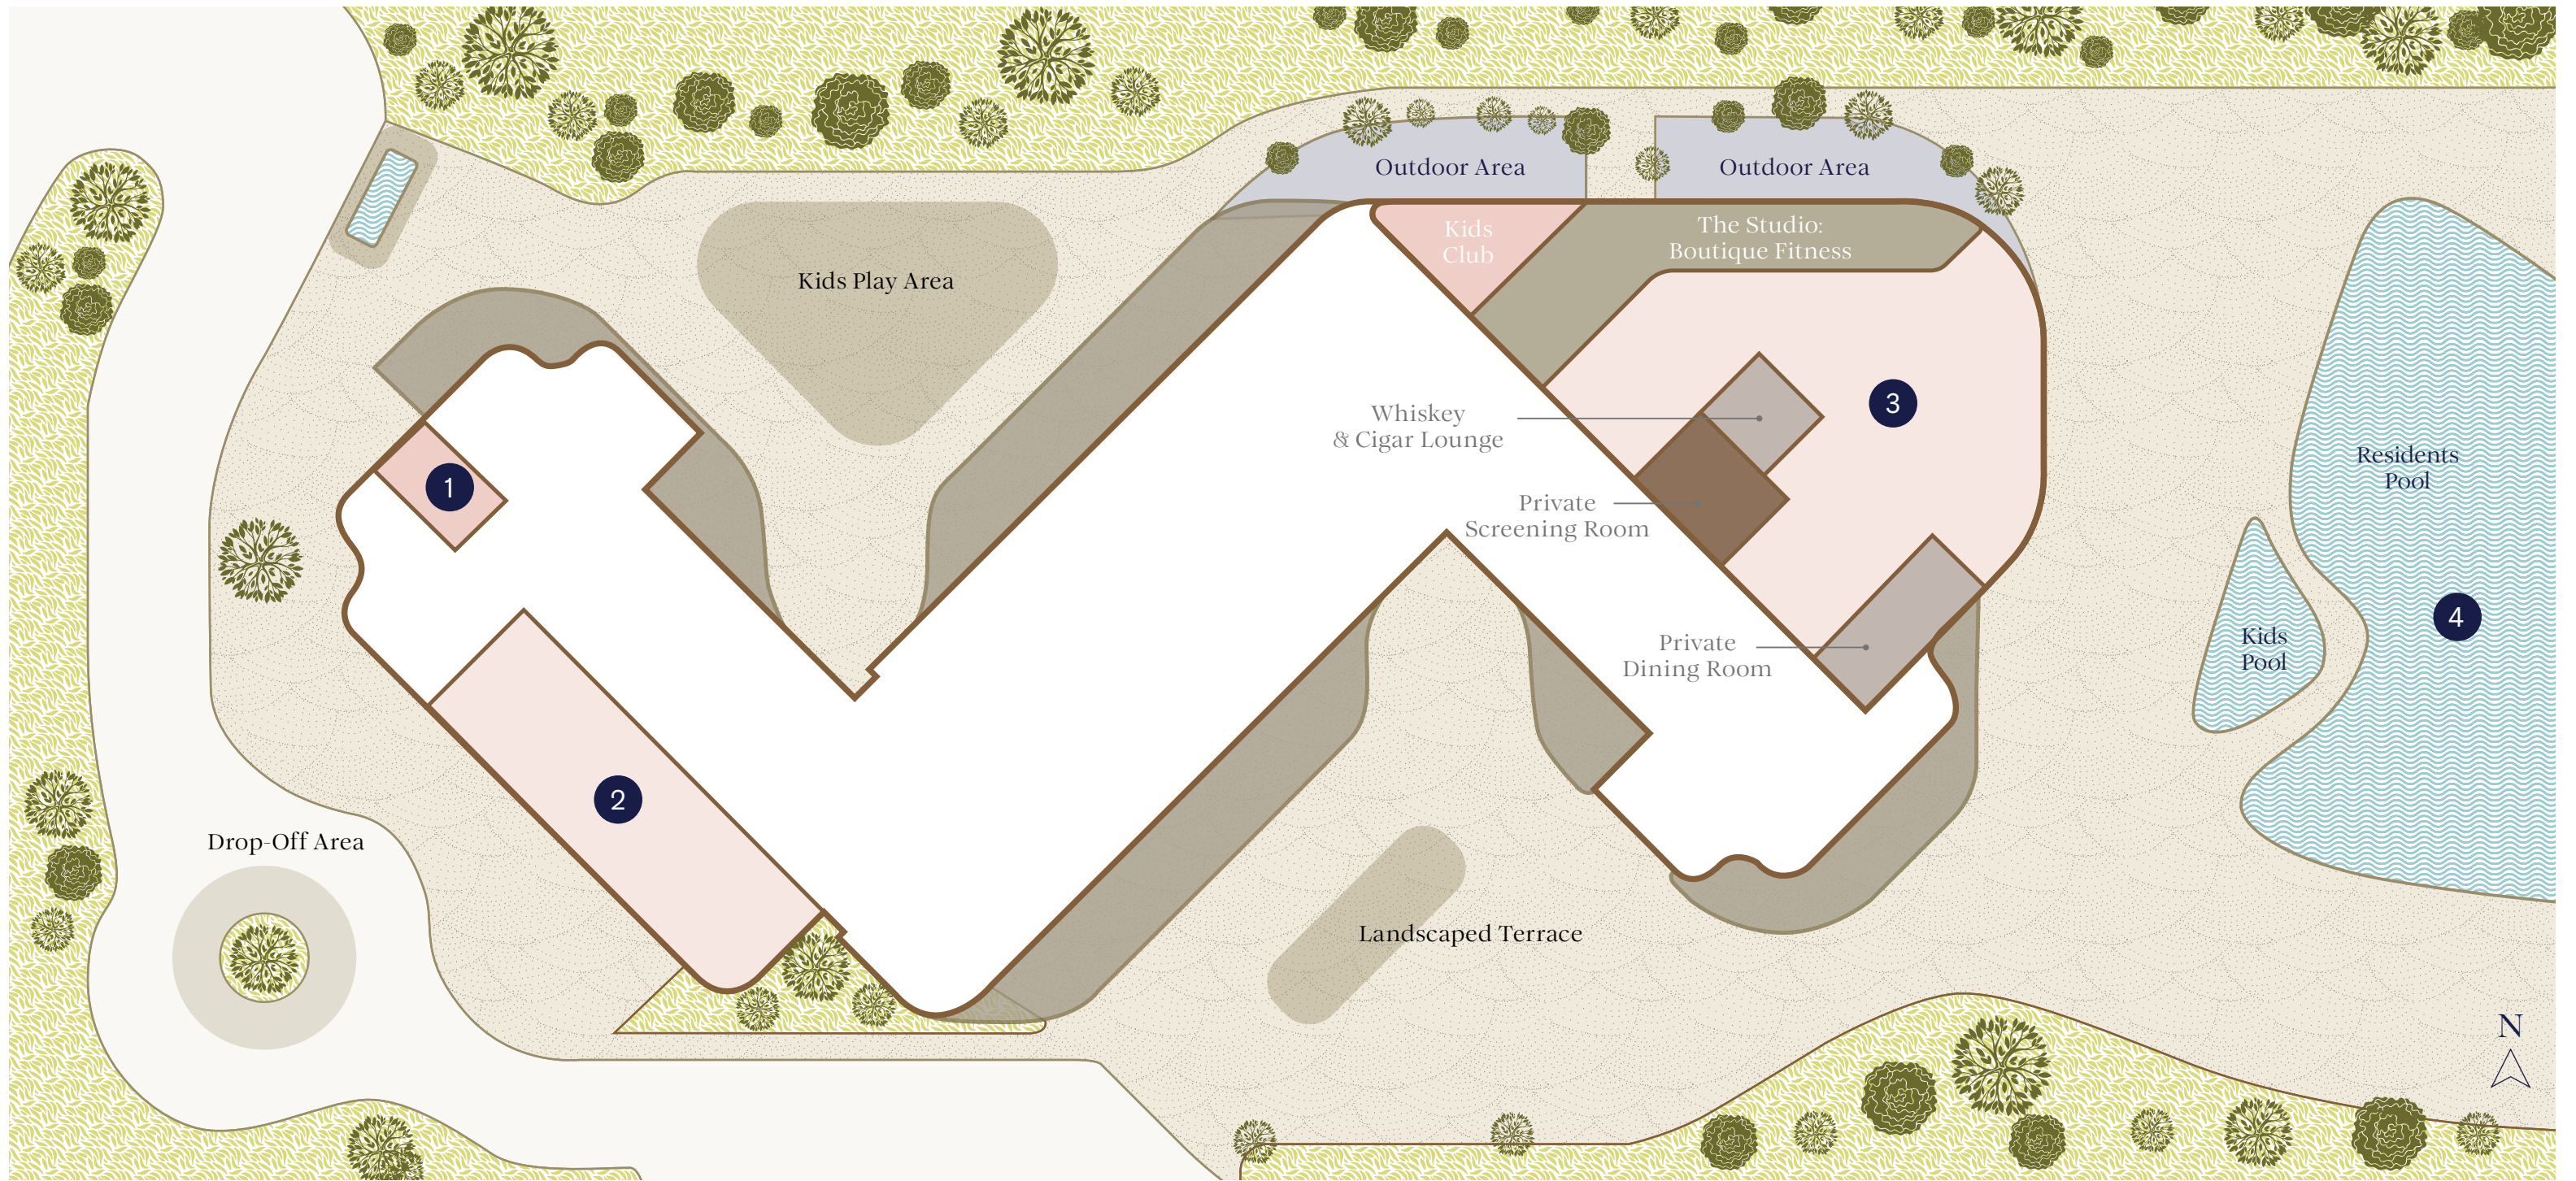 Outdoor Area
Outdoor Area
Kids
Club
The Studio:
Boutique Fitness
Kids Play Area
Whiskey
& Cigar Lounge
3
1
Private
Screening Room
Residents
Pool
4
Kids
Pool
Private
Dining Room
2
Drop-Off Area
Landscaped Terrace
N